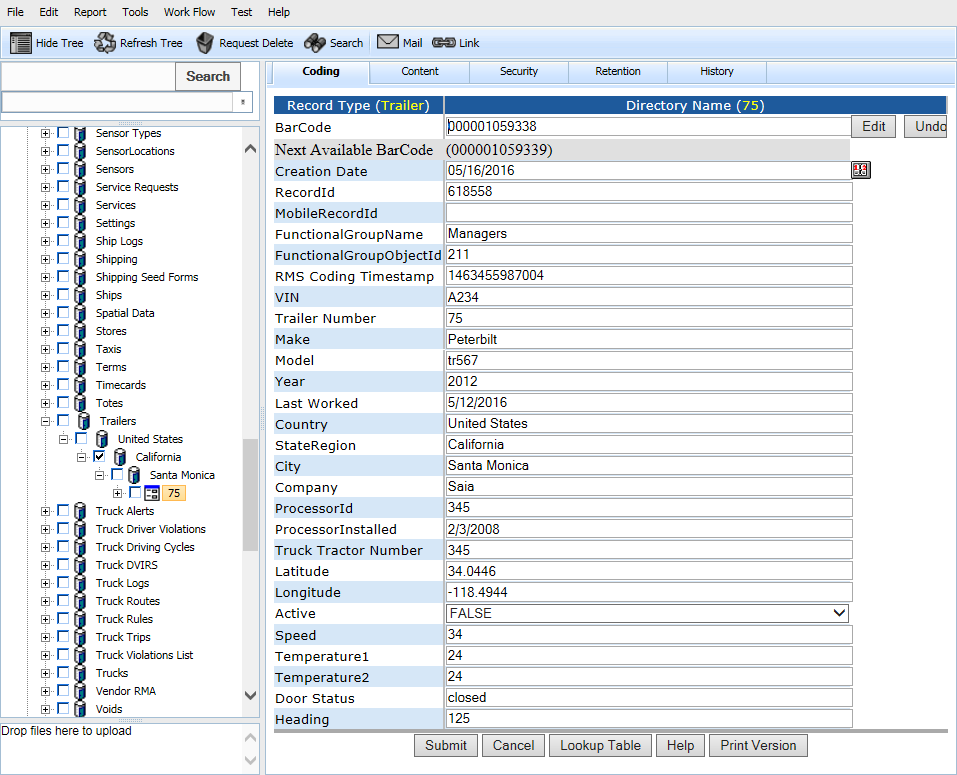 File Edit Report Tools Work Flow Test Help
Hide Tree Refresh Tree Request Delete Search Mail Link
Search
Sensor Types
SensorLocations
Sensors
Service Requests
Services
Settings
Ship Logs
Shipping
Shipping Seed Forms
Ships
Spatial Data
Stores
Taxis
Terms
Timecards
Totes
Trailers
United States
California
Santa Monica
75
Truck Alerts
Truck Driver Violations
Truck Driving Cycles
Truck DVIRS
Truck Logs
Truck Routes
Truck Rules
Truck Trips
Truck Violations List
Trucks
Vendor RMA
Voids
Drop files here to upload
Coding Content Security Retention History
Record Type (Trailer) Directory Name (75)
BarCode 000001059338 Edit Undo
Next Available BarCode (000001059339)
Creation Date 05/16/2016
RecordId 618558
MobileRecordId
FunctionalGroupName Managers
FunctionalGroupObjectId 211
RMS Coding Timestamp 1463455987004
VIN A234
Trailer Number 75
Make Peterbilt
Model tr567
Year 2012
Last Worked 5/12/2016
Country United States
StateRegion California
City Santa Monica
Company Saia
ProcessorId 345
ProcessorInstalled 2/3/2008
Truck Tractor Number 345
Latitude 34.0446
Longitude -118.4944
Active FALSE
Speed 34
Temperature1 24
Temperature2 24
Door Status closed
Heading 125
Submit Cancel Lookup Table Help Print Version